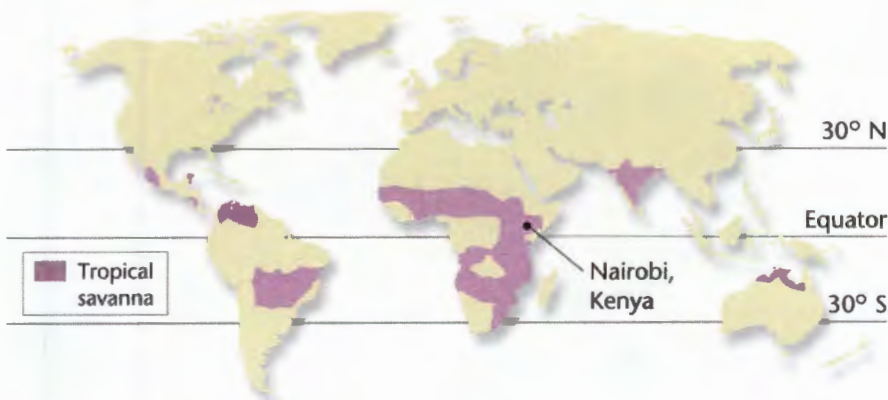 30° N
Equator
Tropical
savanna
Nairobi,
Kenya
30° S